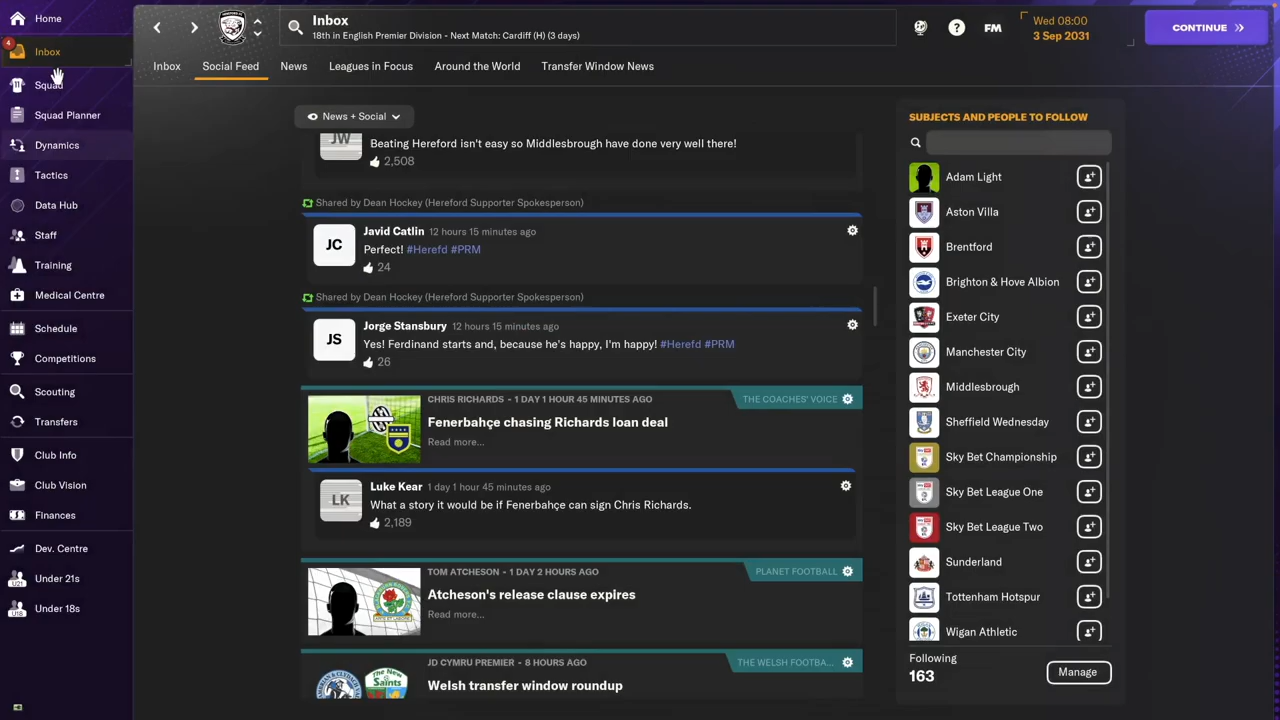 Home
4
Inbox
Squad
Squad Planner
Dynamics
Tactics
Data Hub
Staff
Training
Medical Centre
Schedule
Competitions
Scouting
Transfers
Club Info
Club Vision
Finances
Dev. Centre
U21
Under 21s
U18
Under 18s
Inbox
18th in English Premier Division - Next Match: Cardiff (H) (3 days)
?
FM
Wed 08:00
3 Sep 2031
CONTINUE
Inbox
Social Feed
News
Leagues in Focus
Around the World
Transfer Window News
News + Social
JW
Beating Hereford isn't easy so Middlesbrough have done very well there!
2,508
Shared by Dean Hockey (Hereford Supporter Spokesperson)
JC
Javid Catlin 12 hours 15 minutes ago
Perfect! #Herefd #PRM
24
Shared by Dean Hockey (Hereford Supporter Spokesperson)
JS
Jorge Stansbury 12 hours 15 minutes ago
Yes! Ferdinand starts and, because he's happy, I'm happy! #Herefd #PRM
26
CHRIS RICHARDS - 1 DAY 1 HOUR 45 MINUTES AGO
THE COACHES' VOICE
Fenerbahçe chasing Richards loan deal
Read more...
LK
Luke Kear 1 day 1 hour 45 minutes ago
What a story it would be if Fenerbahçe can sign Chris Richards.
2,189
TOM ATCHESON - 1 DAY 2 HOURS AGO
PLANET FOOTBALL
Atcheson's release clause expires
Read more...
JD CYMRU PREMIER - 8 HOURS AGO
THE WELSH FOOTBA...
Welsh transfer window roundup
SUBJECTS AND PEOPLE TO FOLLOW
Adam Light
Aston Villa
Brentford
Brighton & Hove Albion
Exeter City
Manchester City
Middlesbrough
Sheffield Wednesday
Sky Bet Championship
Sky Bet League One
Sky Bet League Two
Sunderland
Tottenham Hotspur
Wigan Athletic
Following
163
Manage